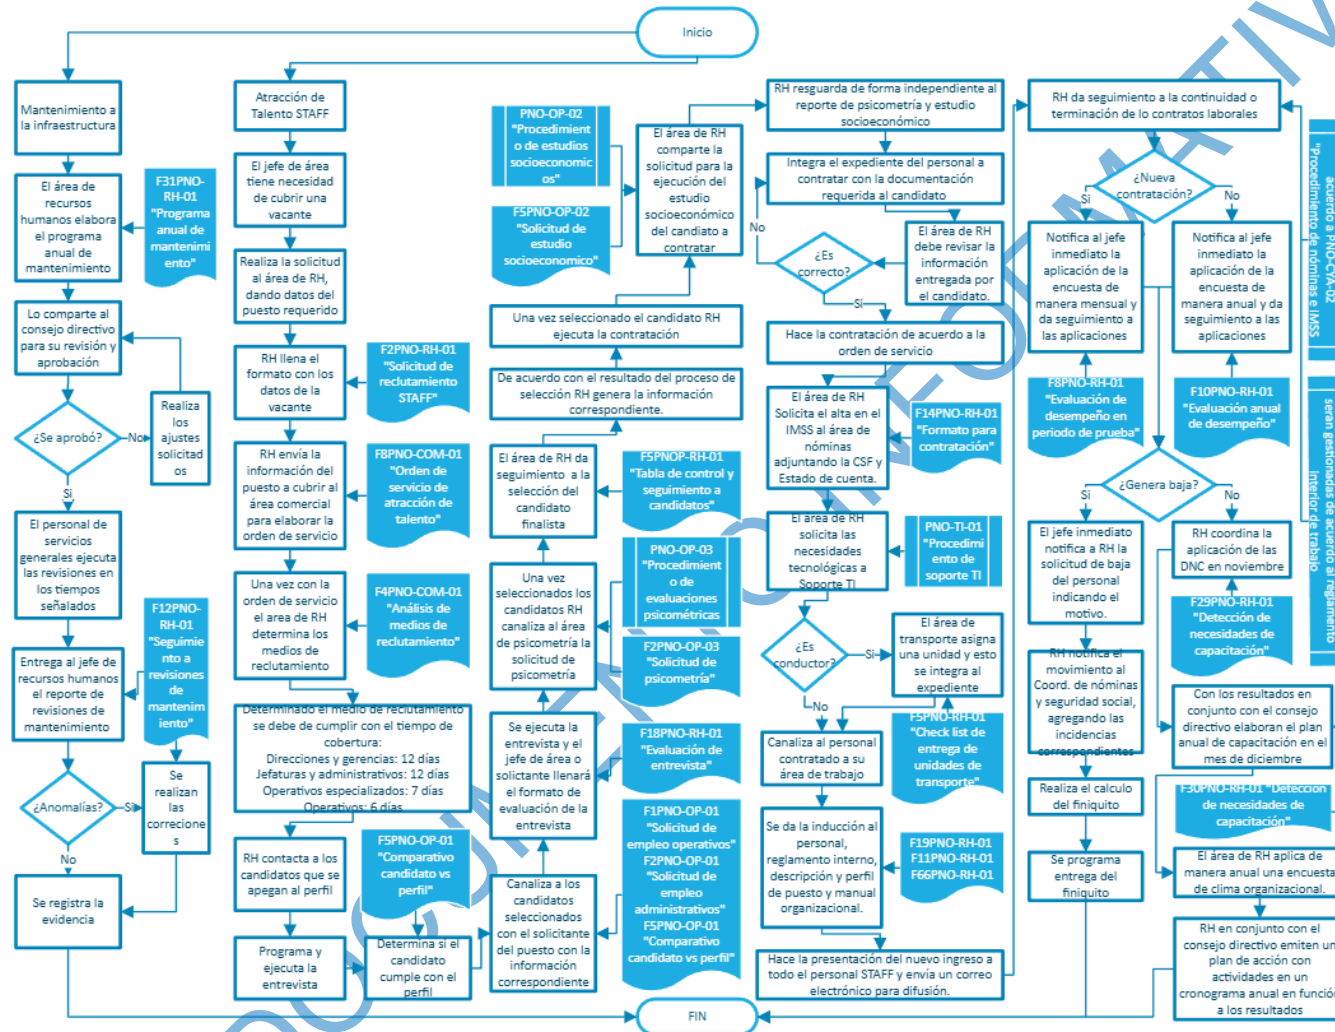 Inicio
Mantenimiento a
la infraestructura
El área de
recursos
humanos elabora
el programa
anual de
mantenimiento
F31PNO-
RH-01
"Programa
anual de
mantenimi
ento"
Lo comparte al
consejo directivo
para su revisión y
aprobación
¿Se aprobó?
No
Realiza
los
ajustes
solicitad
os
Si
El personal de
servicios
generales ejecuta
las revisiones en
los tiempos
señalados
F12PNO-
RH-01
"Seguimie
nto a
revisiones
de
mantenim
iento"
Entrega al jefe de
recursos humanos
el reporte de
revisiones de
mantenimiento
¿Anomalías?
Si
Se
realizan
las
correcione
s
No
Se registra la
evidencia
Atracción de
Talento STAFF
El jefe de área
tiene necesidad
de cubrir una
vacante
Realiza la solicitud
al área de RH,
dando datos del
puesto requerido
RH llena el
formato con los
datos de la
vacante
F2PNO-RH-01
"Solicitud de
reclutamiento
STAFF"
RH envía la
información del
puesto a cubrir al
área comercial
para elaborar la
orden de servicio
F8PNO-COM-01
"Orden de
servicio de
atracción de
talento"
Una vez con la
orden de servicio
el area de RH
determina los
medios de
reclutamiento
F4PNO-COM-01
"Análisis de
medios de
reclutamiento"
Determinado el medio de reclutamiento
se debe de cumplir con el tiempo de
cobertura:
Direcciones y gerencias: 12 días
Jefaturas y administrativos: 12 días
Operativos especializados: 7 días
Operativos: 6 días
RH contacta a los
candidatos que se
apegan al perfil
F5PNO-OP-01
"Comparativo
candidato vs
perfil"
Programa y
ejecuta la
entrevista
Determina si el
candidato
cumple con el
perfil
PNO-OP-02
"Procedimient
o de estudios
socioeconomic
os"
F5PNO-OP-02
"Solicitud de
estudio
socioeconomico"
El área de RH
comparte la
solicitud para la
ejecución del
estudio
socioeconómico
del candiato a
contratar
Una vez seleccionado el candidato RH
ejecuta la contratación
De acuerdo con el resultado del proceso de
selección RH genera la información
correspondiente.
El área de RH da
seguimiento a la
selección del
candidato
finalista
F5PNOP-RH-01
"Tabla de control y
seguimiento a
candidatos"
Una vez
seleccionados los
candidatos RH
canaliza al área
de psicometría la
solicitud de
psicometría
PNO-OP-03
"Procedimient
o de
evaluaciones
psicométricas
F2PNO-OP-03
"Solicitud de
psicometría"
Se ejecuta la
entrevista y el
jefe de área o
solicitante llenará
el formato de
evaluación de la
entrevista
F18PNO-RH-01
"Evaluación de
entrevista"
Canaliza a los
candidatos
seleccionados
con el solicitante
del puesto con la
información
correspondiente
F1PNO-OP-01
"Solicitud de
empleo operativos"
F2PNO-OP-01
"Solicitud de
empleo
administrativos"
F5PNO-OP-01
"Comparativo
candidato vs perfil"
RH resguarda de forma independiente al
reporte de psicometría y estudio
socioeconómico
Integra el expediente del personal a
contratar con la documentación
requerida al candidato
No
¿Es
correcto?
El área de RH
debe revisar la
información
entregada por
el candidato.
Si
Hace la contratación de acuerdo a la
orden de servicio
El área de RH
Solicita el alta en el
IMSS al área de
nóminas
adjuntando la CSF y
Estado de cuenta.
F14PNO-RH-01
"Formato para
contratación"
El área de RH
solicita las
necesidades
tecnológicas a
Soporte TI
PNO-TI-01
"Procedimi
ento de
soporte TI
¿Es
conductor?
Si
El área de
transporte asigna
una unidad y esto
se integra al
expediente
No
F5PNO-RH-01
"Check list de
entrega de
unidades de
transporte"
Canaliza al personal
contratado a su
área de trabajo
Se da la inducción al
personal,
reglamento interno,
descripción y perfil
de puesto y manual
organizacional.
F19PNO-RH-01
F11PNO-RH-01
F66PNO-RH-01
Hace la presentación del nuevo ingreso a
todo el personal STAFF y envía un correo
electrónico para difusión.
RH da seguimiento a la continuidad o
terminación de lo contratos laborales
¿Nueva
contratación?
Si
No
Notifica al jefe
inmediato la
aplicación de la
encuesta de
manera mensual y
da seguimiento a
las aplicaciones
Notifica al jefe
inmediato la
aplicación de la
encuesta de
manera anual y da
seguimiento a las
aplicaciones
F8PNO-RH-01
"Evaluación de
desempeño en
periodo de prueba"
F10PNO-RH-01
"Evaluación anual
de desempeño"
¿Genera baja?
Si
No
El jefe inmediato
notifica a RH la
solicitud de baja
del personal
indicando el
motivo.
RH coordina la
aplicación de las
DNC en noviembre
F29PNO-RH-01
"Detección de
necesidades de
capacitación"
RH notifica el
movimiento al
Coord. de nóminas
y seguridad social,
agregando las
incidencias
correspondientes
Con los resultados en
conjunto con el consejo
directivo elaboran el plan
anual de capacitación en el
mes de diciembre
Realiza el calculo
del finiquito
F30PNO-RH-01 "Detección
de necesidades de
capacitación"
Se programa
entrega del
finiquito
El área de RH aplica de
manera anual una encuesta
de clima organizacional.
RH en conjunto con el
consejo directivo emiten un
plan de acción con
actividades en un
cronograma anual en función
a los resultados
acuerdo a PNO-CYA-02
"Procedimiento de nóminas e IMSS
seran gestionadas de acuerdo al reglamento
interior de trabajo
FIN
DOCUMENTO INFORMATIV